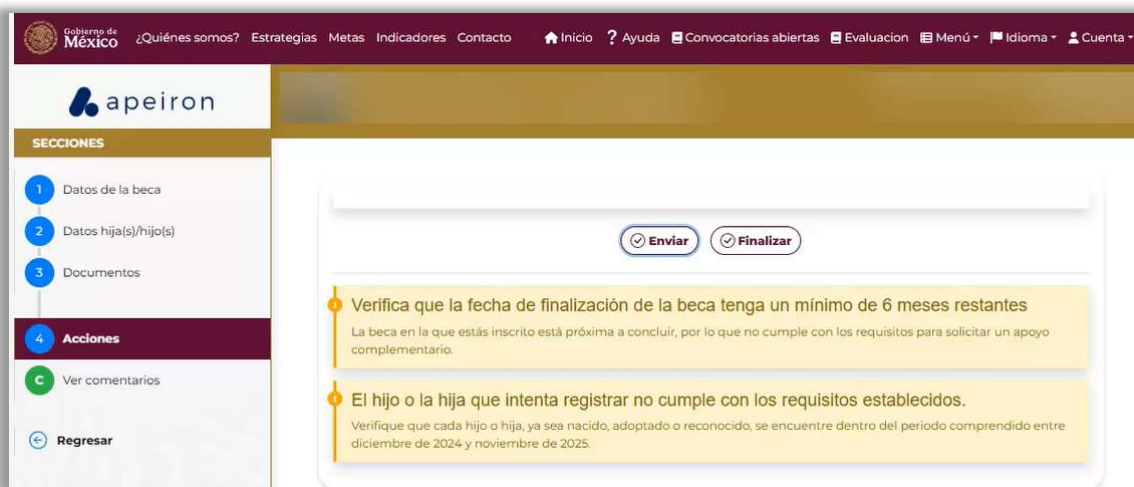 Gobierno de
México
¿Quiénes somos? Estrategias Metas Indicadores Contacto Inicio ? Ayuda Convocatorias abiertas Evaluacion Menú Idioma Cuenta
apeiron
SECCIONES
1 Datos de la beca
2 Datos hija(s)/hijo(s)
3 Documentos
4 Acciones
C Ver comentarios
Regresar
Enviar Finalizar
Verifica que la fecha de finalización de la beca tenga un mínimo de 6 meses restantes
La beca en la que estás inscrito está próxima a concluir, por lo que no cumple con los requisitos para solicitar un apoyo
complementario.
El hijo o la hija que intenta registrar no cumple con los requisitos establecidos.
Verifique que cada hijo o hija, ya sea nacido, adoptado o reconocido, se encuentre dentro del periodo comprendido entre
diciembre de 2024 y noviembre de 2025.